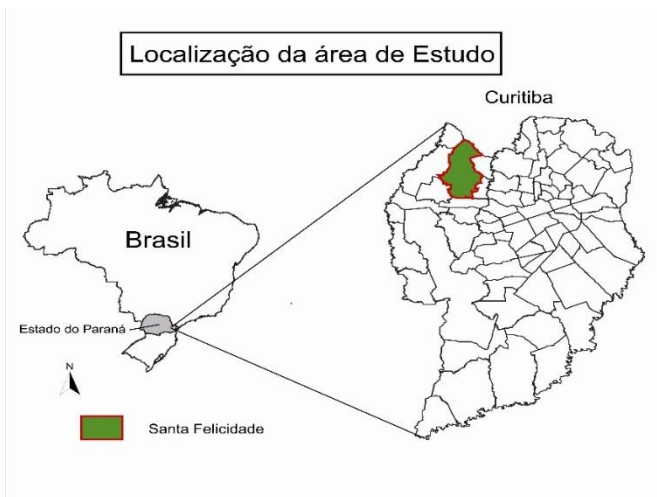 Localização da área de Estudo
Curitiba
Brasil
Estado do Paraná
N
Santa Felicidade